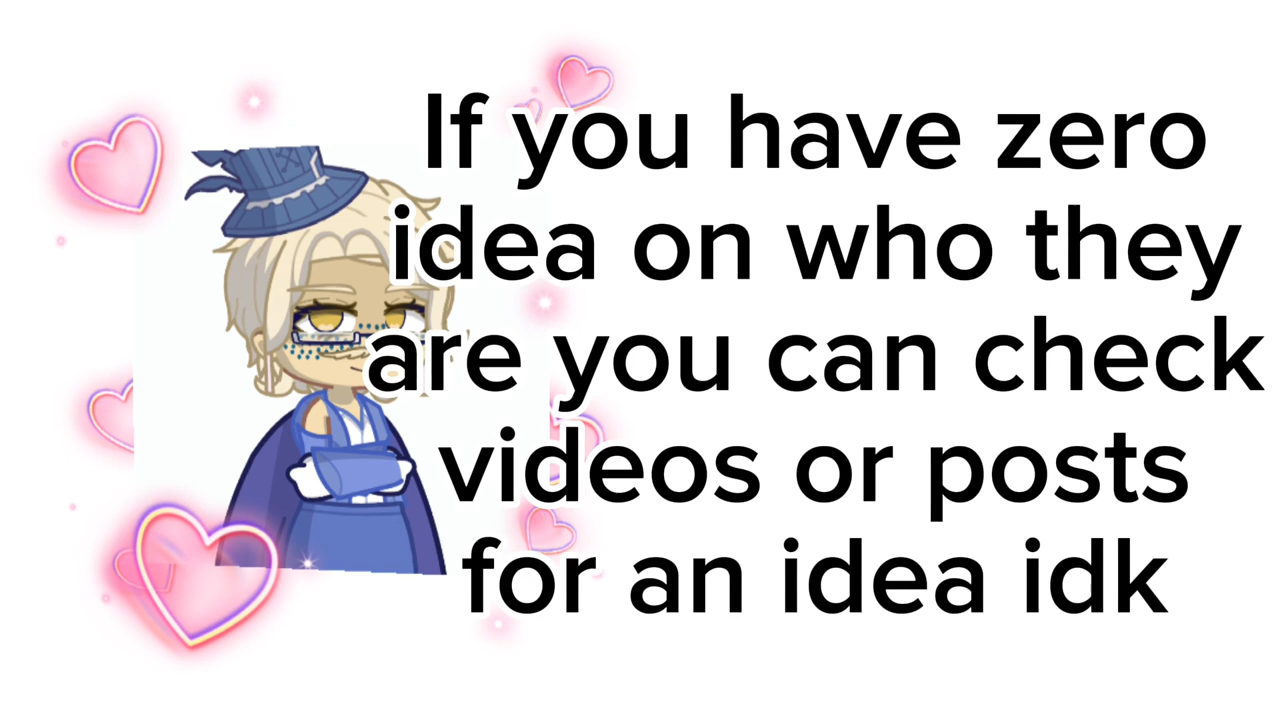 If you have zero
idea on who they
are you can check
videos or posts
for an idea idk